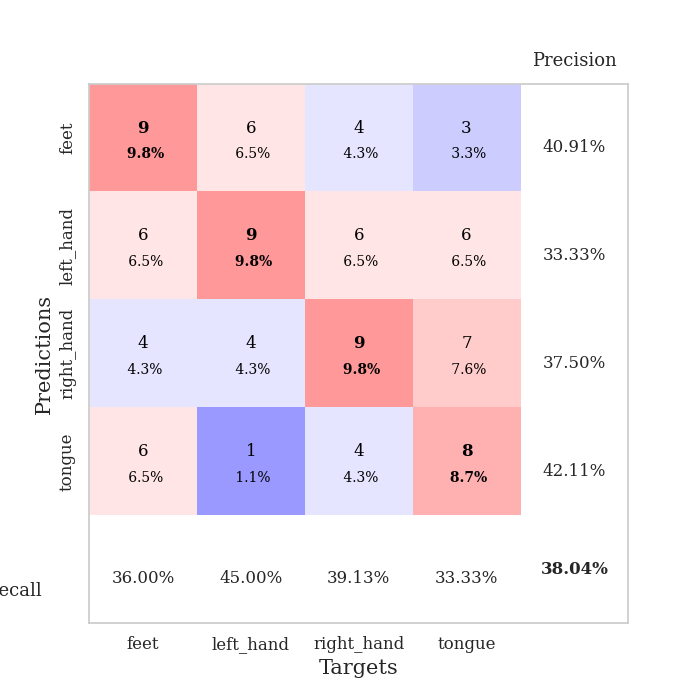 Precision
feet 9 6 4 3
9.8% 6.5% 4.3% 3.3% 40.91%
left_hand 6 9 6 6
6.5% 9.8% 6.5% 6.5% 33.33%
right_hand 4 4 9 7
4.3% 4.3% 9.8% 7.6% 37.50%
tongue 6 1 4 8
6.5% 1.1% 4.3% 8.7% 42.11%
Predictions
ecall 36.00% 45.00% 39.13% 33.33% 38.04%
feet left_hand right_hand tongue
Targets